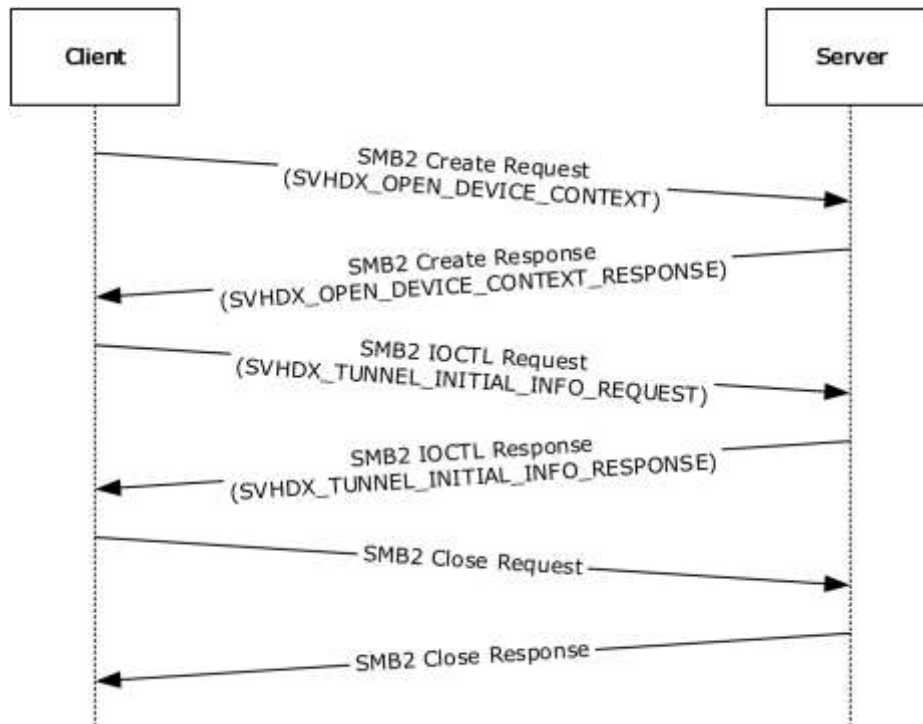 Client
Server
SMB2 Create Request
(SVHDX_OPEN_DEVICE_CONTEXT)
SMB2 Create Response
(SVHDX_OPEN_DEVICE_CONTEXT_RESPONSE)
SMB2 IOCTL Request
(SVHDX_TUNNEL_INITIAL_INFO_REQUEST)
SMB2 IOCTL Response
(SVHDX_TUNNEL_INITIAL_INFO_RESPONSE)
SMB2 Close Request
SMB2 Close Response